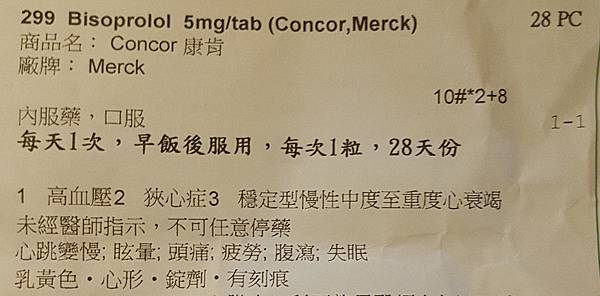 299 Bisoprolol 5mg/tab (Concor,Merck) 28 PC
商品名： Concor 康肯
廠牌： Merck
10#*2+8
內服藥，口服 1-1
每天1次，早飯後服用，每次1粒，28天份
1 高血壓2 狹心症3 穩定型慢性中度至重度心衰竭
未經醫師指示，不可任意停藥
心跳變慢; 眩暈; 頭痛; 疲勞; 腹瀉; 失眠
乳黃色・心形・錠劑・有刻痕